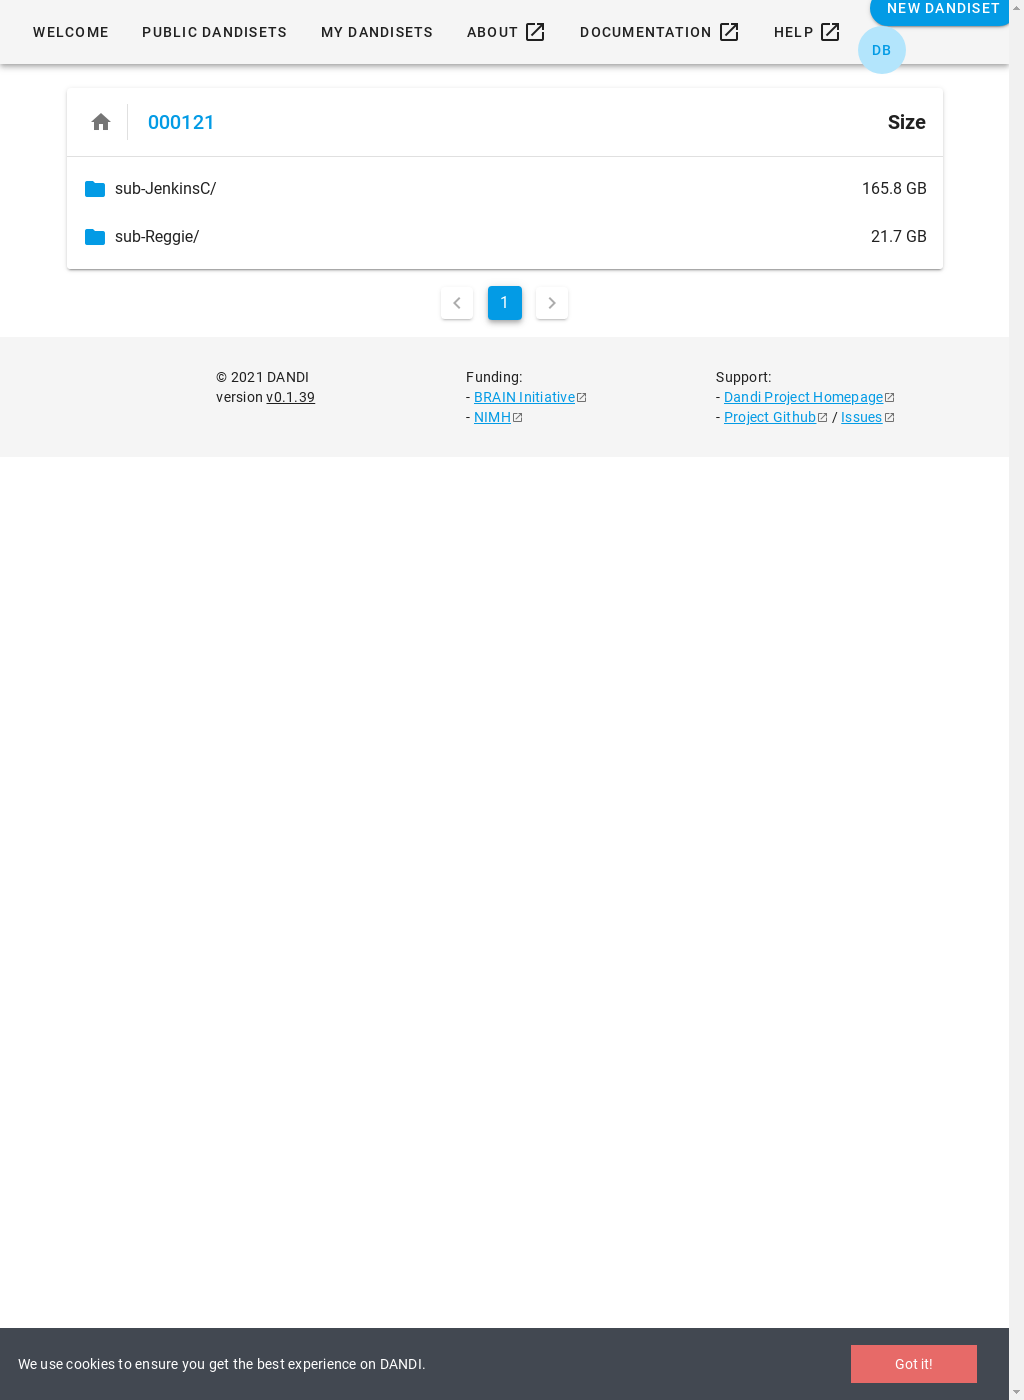 WELCOME PUBLIC DANDISETS MY DANDISETS ABOUT DOCUMENTATION HELP NEW DANDISET
DB
000121 Size
sub-JenkinsC/ 165.8 GB
sub-Reggie/ 21.7 GB
1
© 2021 DANDI
version v0.1.39
Funding:
- BRAIN Initiative
- NIMH
Support:
- Dandi Project Homepage
- Project Github / Issues
We use cookies to ensure you get the best experience on DANDI. Got it!